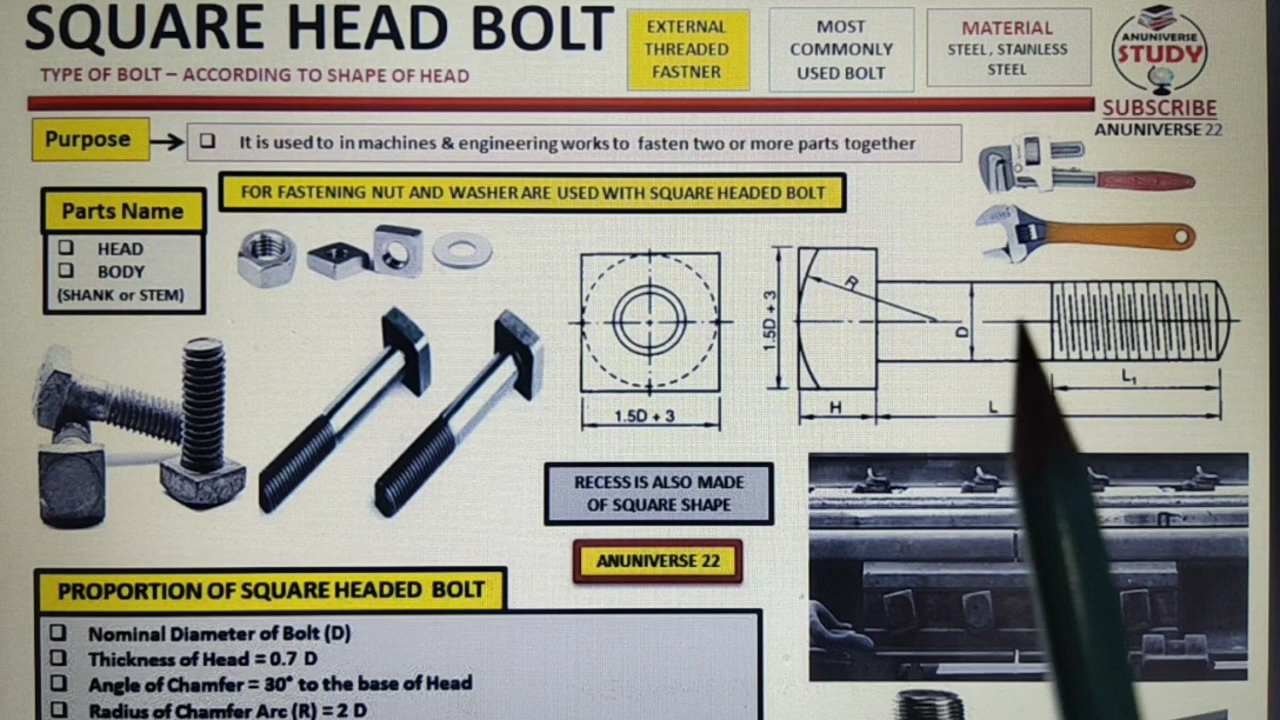 SQUARE HEAD BOLT
TYPE OF BOLT – ACCORDING TO SHAPE OF HEAD
EXTERNAL
THREADED
FASTNER
MOST
COMMONLY
USED BOLT
MATERIAL
STEEL, STAINLESS
STEEL
ANUNIVERSE
STUDY
SUBSCRIBE
ANUNIVERSE 22
Purpose
It is used to in machines & engineering works to fasten two or more parts together
FOR FASTENING NUT AND WASHER ARE USED WITH SQUARE HEADED BOLT
Parts Name
HEAD
BODY
(SHANK or STEM)
1.5D + 3
1.5D + 3
R
D
H
L
L₁
RECESS IS ALSO MADE
OF SQUARE SHAPE
ANUNIVERSE 22
PROPORTION OF SQUARE HEADED BOLT
Nominal Diameter of Bolt (D)
Thickness of Head = 0.7 D
Angle of Chamfer = 30° to the base of Head
Radius of Chamfer Arc (R) = 2 D